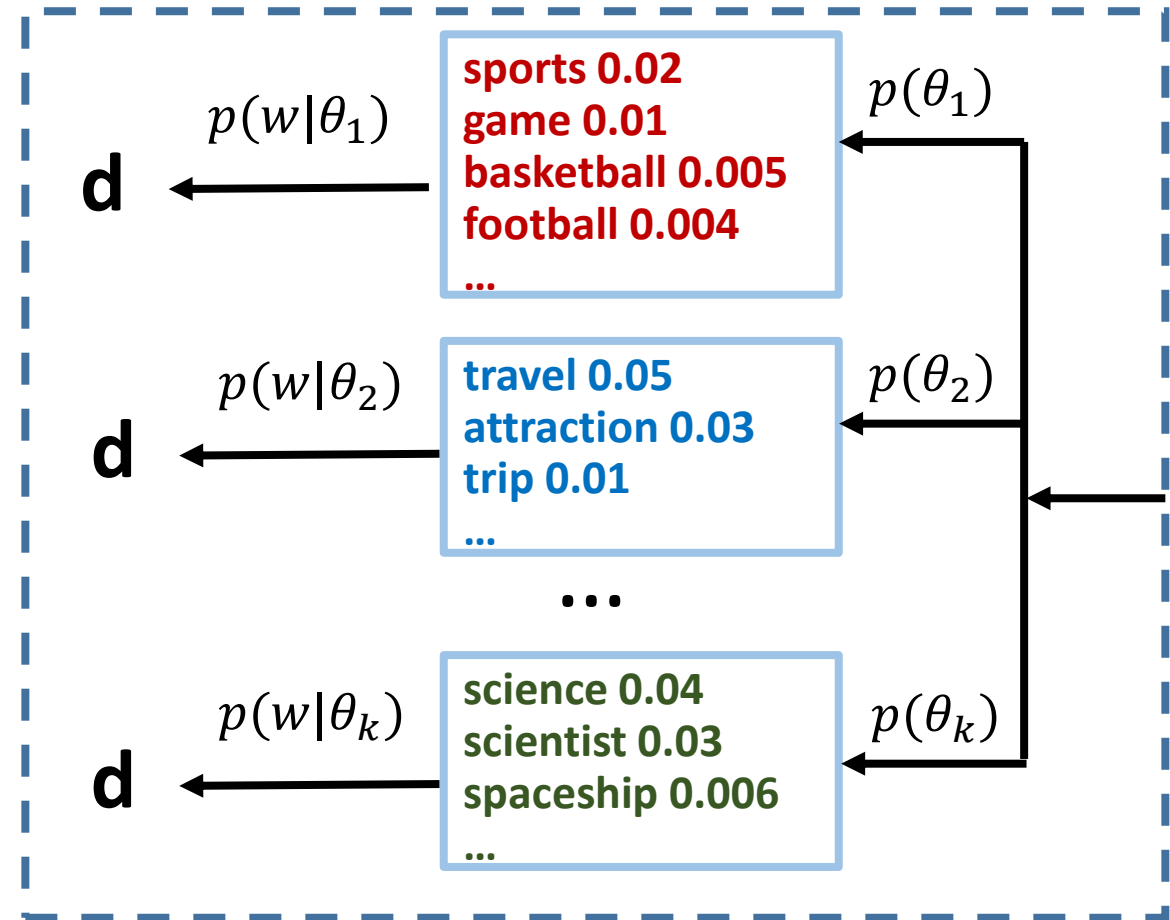 p(w|θ₁)
d
sports 0.02
game 0.01
basketball 0.005
football 0.004
...
p(θ₁)
p(w|θ₂)
d
travel 0.05
attraction 0.03
trip 0.01
...
p(θ₂)
...
p(w|θₖ)
d
science 0.04
scientist 0.03
spaceship 0.006
...
p(θₖ)